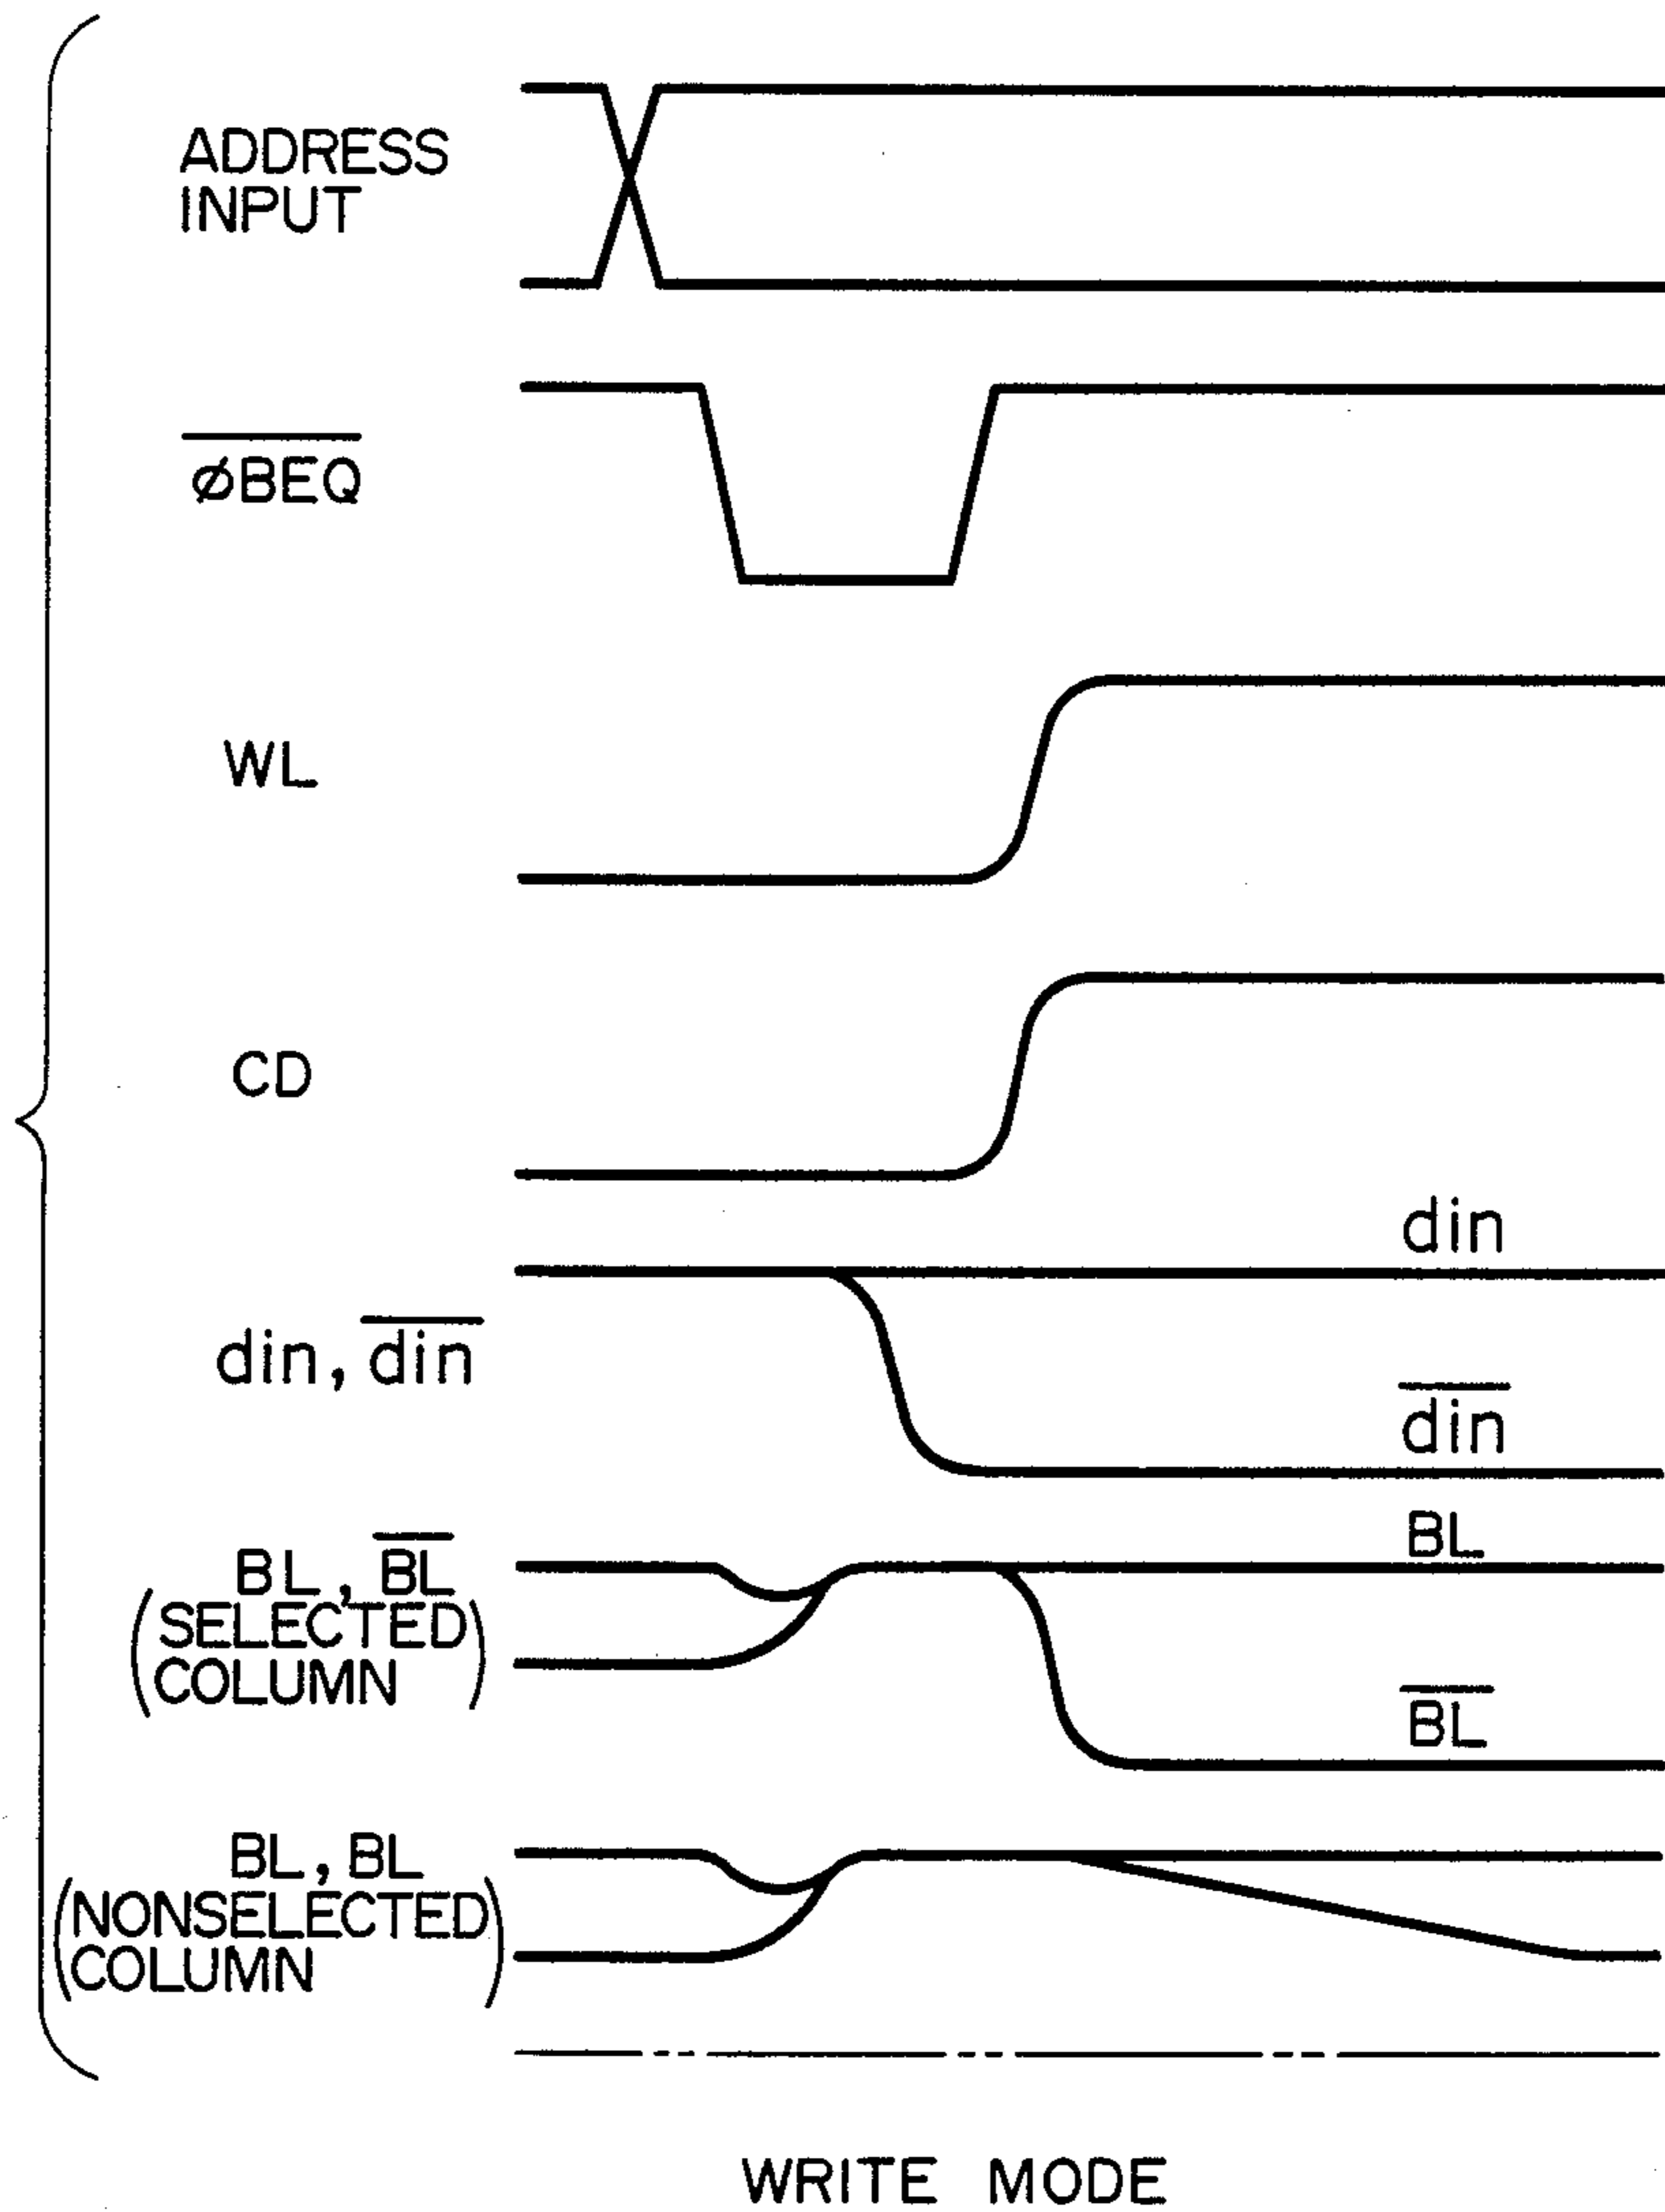 ADDRESS
INPUT
φBEQ
WL
CD
din
din, din
din
BL
BL, BL
(SELECTED
COLUMN)
BL
BL, BL
(NONSELECTED
COLUMN)
WRITE MODE